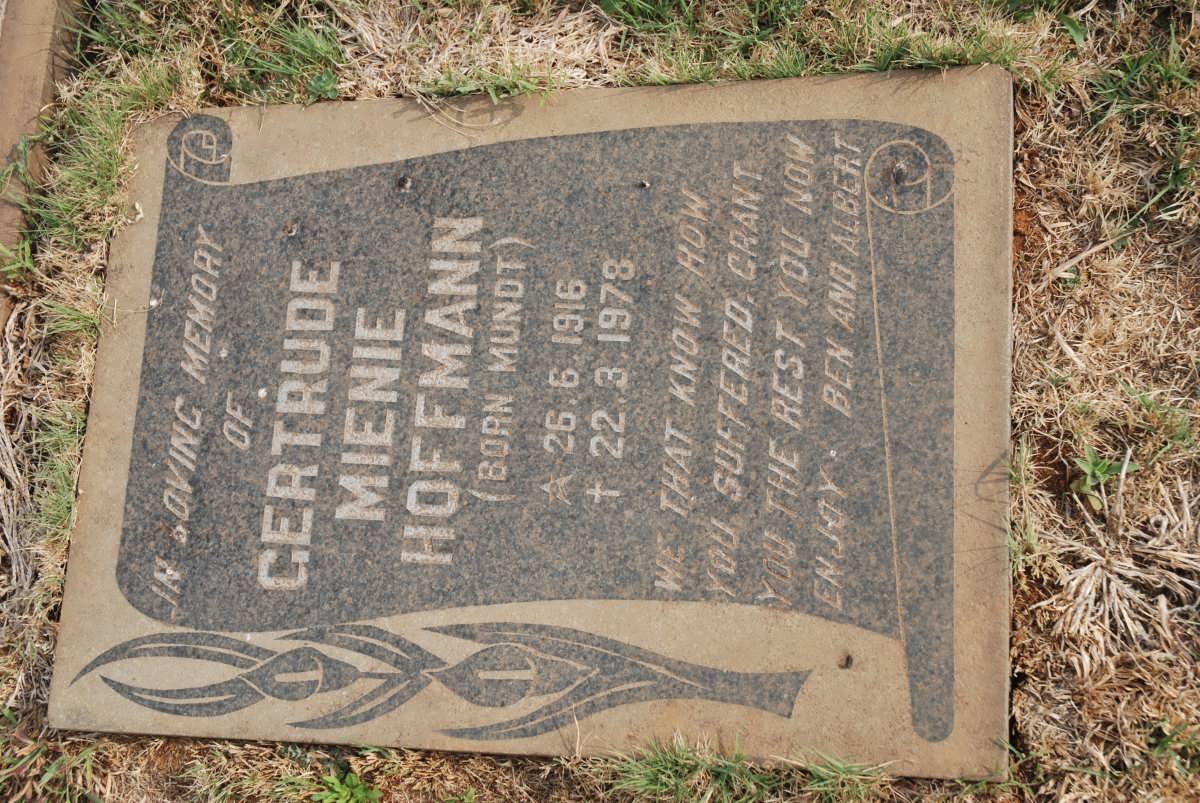 IN LOVING MEMORY
OF
GERTRUDE
MIENIE
HOFFMANN
(BORN MUNDT)
☆ 26.6.1916
✝ 22.3.1978
WE THAT KNOW HOW
YOU SUFFERED, GRANT
YOU THE REST YOU NOW
ENJOY BEN AND ALBERT